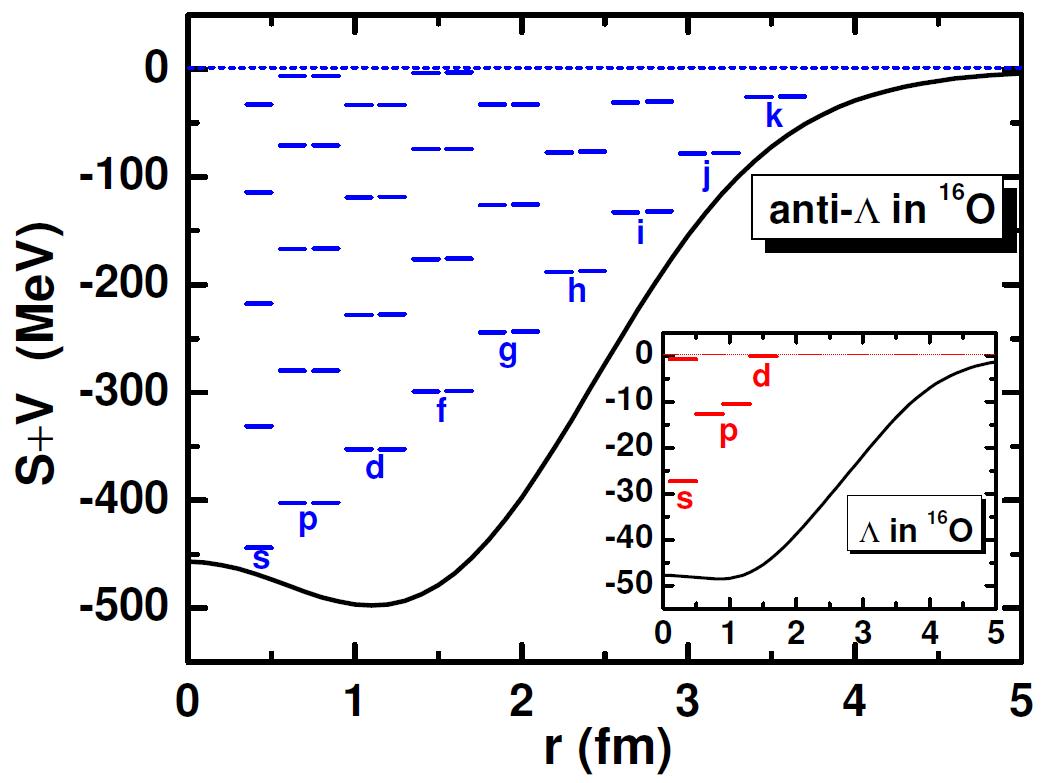 S+V (MeV)
0
-100
-200
-300
-400
-500
k
j
i
h
g
f
d
p
s
anti-Λ in ¹⁶O
0
-10
-20
-30
-40
-50
d
p
s
Λ in ¹⁶O
0 1 2 3 4 5
0 1 2 3 4 5
r (fm)